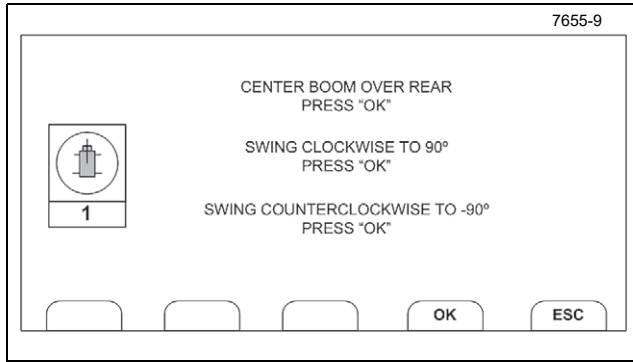 7655-9
CENTER BOOM OVER REAR
PRESS “OK”
SWING CLOCKWISE TO 90º
PRESS “OK”
1
SWING COUNTERCLOCKWISE TO -90º
PRESS “OK”
OK
ESC